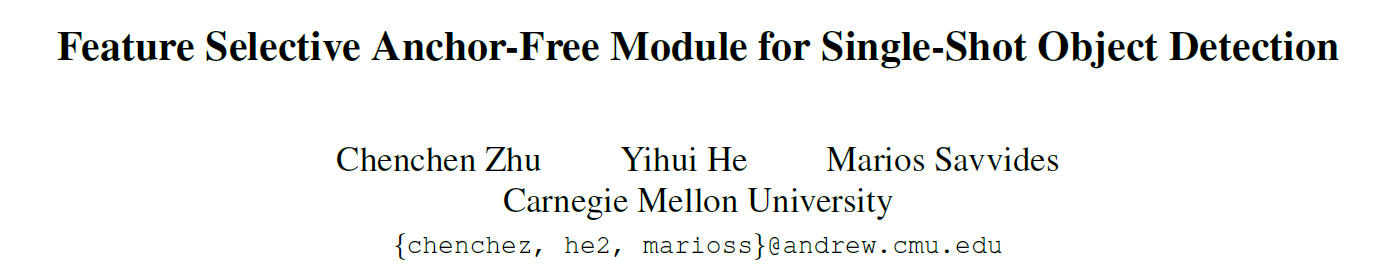 Feature Selective Anchor-Free Module for Single-Shot Object Detection
Chenchen Zhu Yihui He Marios Savvides
Carnegie Mellon University
{chenchez, he2, marioss}@andrew.cmu.edu